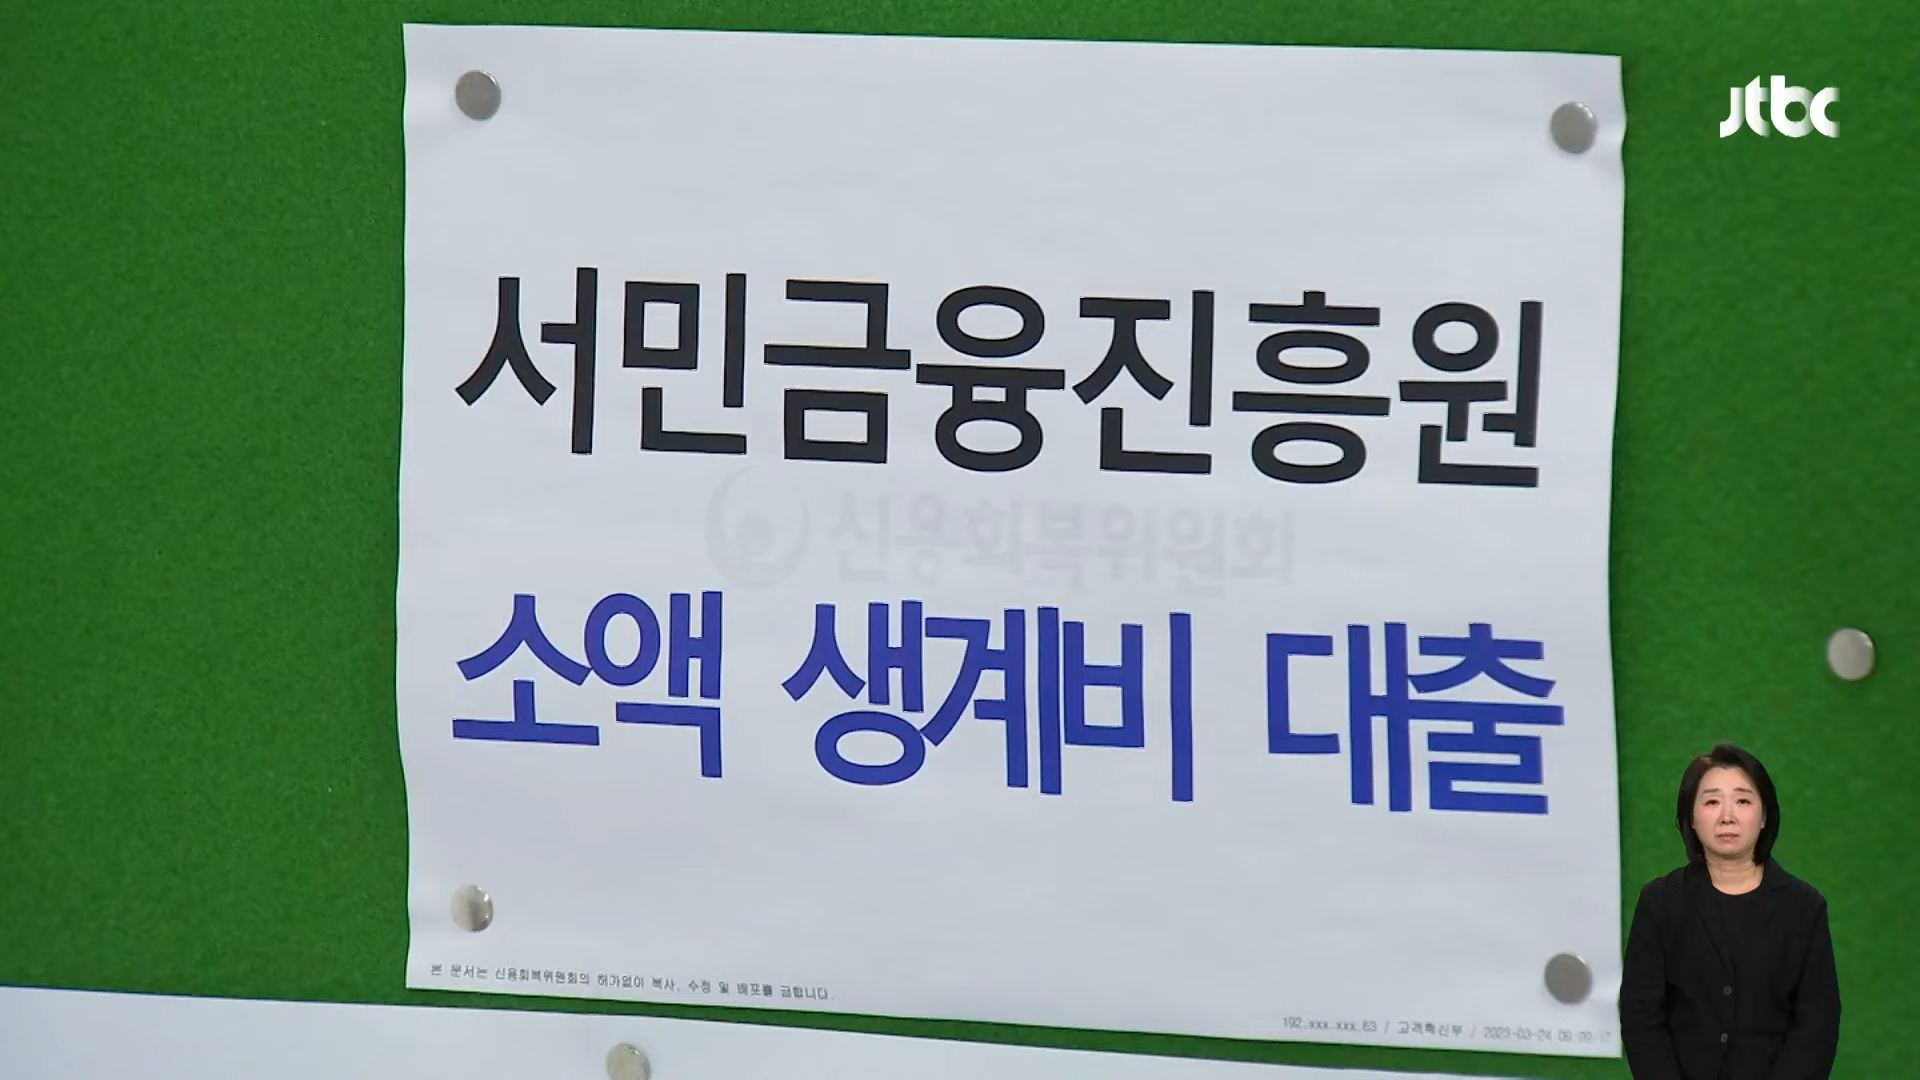 jtbc
서민금융진흥원
신용회복위원회
소액 생계비 대출
본 문서는 신용회복위원회의 허가없이 복사, 수정 및 배포를 금합니다.
192.xxx.xxx.63 / 고객혁신부 / 2023-03-24 09:09:17